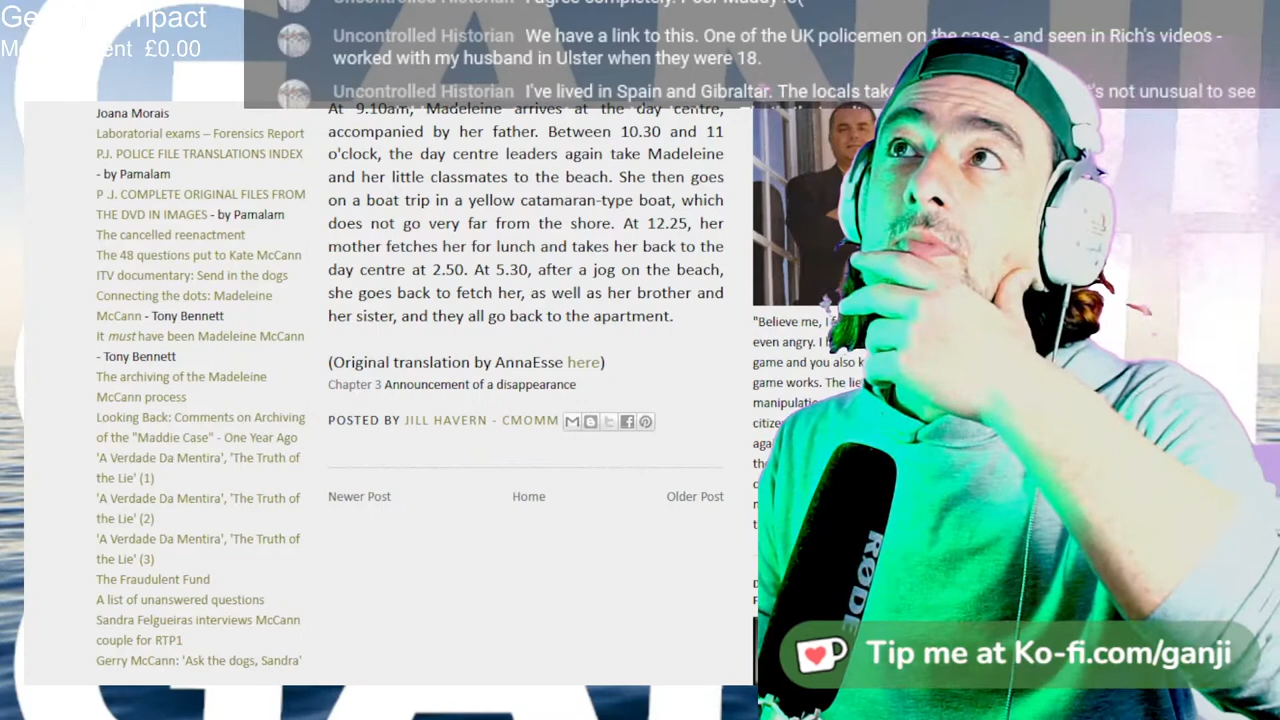 Uncontrolled Historian I agree completely. Poor Maddy :o(
Uncontrolled Historian We have a link to this. One of the UK policemen on the case - and seen in Rich's videos -
worked with my husband in Ulster when they were 18.
Uncontrolled Historian I've lived in Spain and Gibraltar. The locals
's not unusual to see
£0.00
Joana Morais
Laboratorial exams – Forensics Report
P.J. POLICE FILE TRANSLATIONS INDEX
- by Pamalam
P .J. COMPLETE ORIGINAL FILES FROM
THE DVD IN IMAGES - by Pamalam
The cancelled reenactment
The 48 questions put to Kate McCann
ITV documentary: Send in the dogs
Connecting the dots: Madeleine
McCann - Tony Bennett
It must have been Madeleine McCann
- Tony Bennett
The archiving of the Madeleine
McCann process
Looking Back: Comments on Archiving
of the "Maddie Case" - One Year Ago
'A Verdade Da Mentira', 'The Truth of
the Lie' (1)
'A Verdade Da Mentira', 'The Truth of
the Lie' (2)
'A Verdade Da Mentira', 'The Truth of
the Lie' (3)
The Fraudulent Fund
A list of unanswered questions
Sandra Felgueiras interviews McCann
couple for RTP1
Gerry McCann: 'Ask the dogs, Sandra'
At 9.10am, Madeleine arrives at the day centre,
accompanied by her father. Between 10.30 and 11
o'clock, the day centre leaders again take Madeleine
and her little classmates to the beach. She then goes
on a boat trip in a yellow catamaran-type boat, which
does not go very far from the shore. At 12.25, her
mother fetches her for lunch and takes her back to the
day centre at 2.50. At 5.30, after a jog on the beach,
she goes back to fetch her, as well as her brother and
her sister, and they all go back to the apartment.
(Original translation by AnnaEsse here)
Chapter 3 Announcement of a disappearance
POSTED BY JILL HAVERN - CMOMM
Newer Post Home Older Post
"Believe me, I
even angry. I
game and you also
game works. The
RØDE
Tip me at Ko-fi.com/ganji